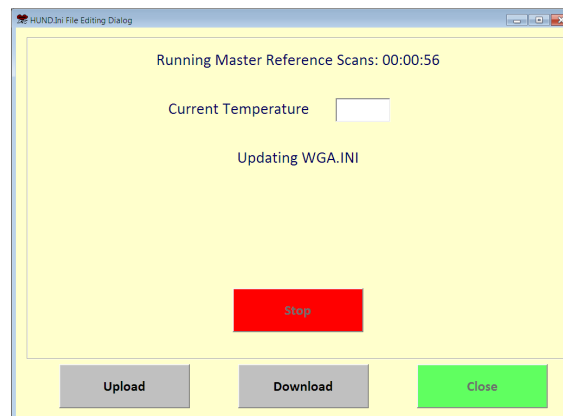 HUND.Ini File Editing Dialog
Running Master Reference Scans: 00:00:56
Current Temperature
Updating WGA.INI
Stop
Upload
Download
Close